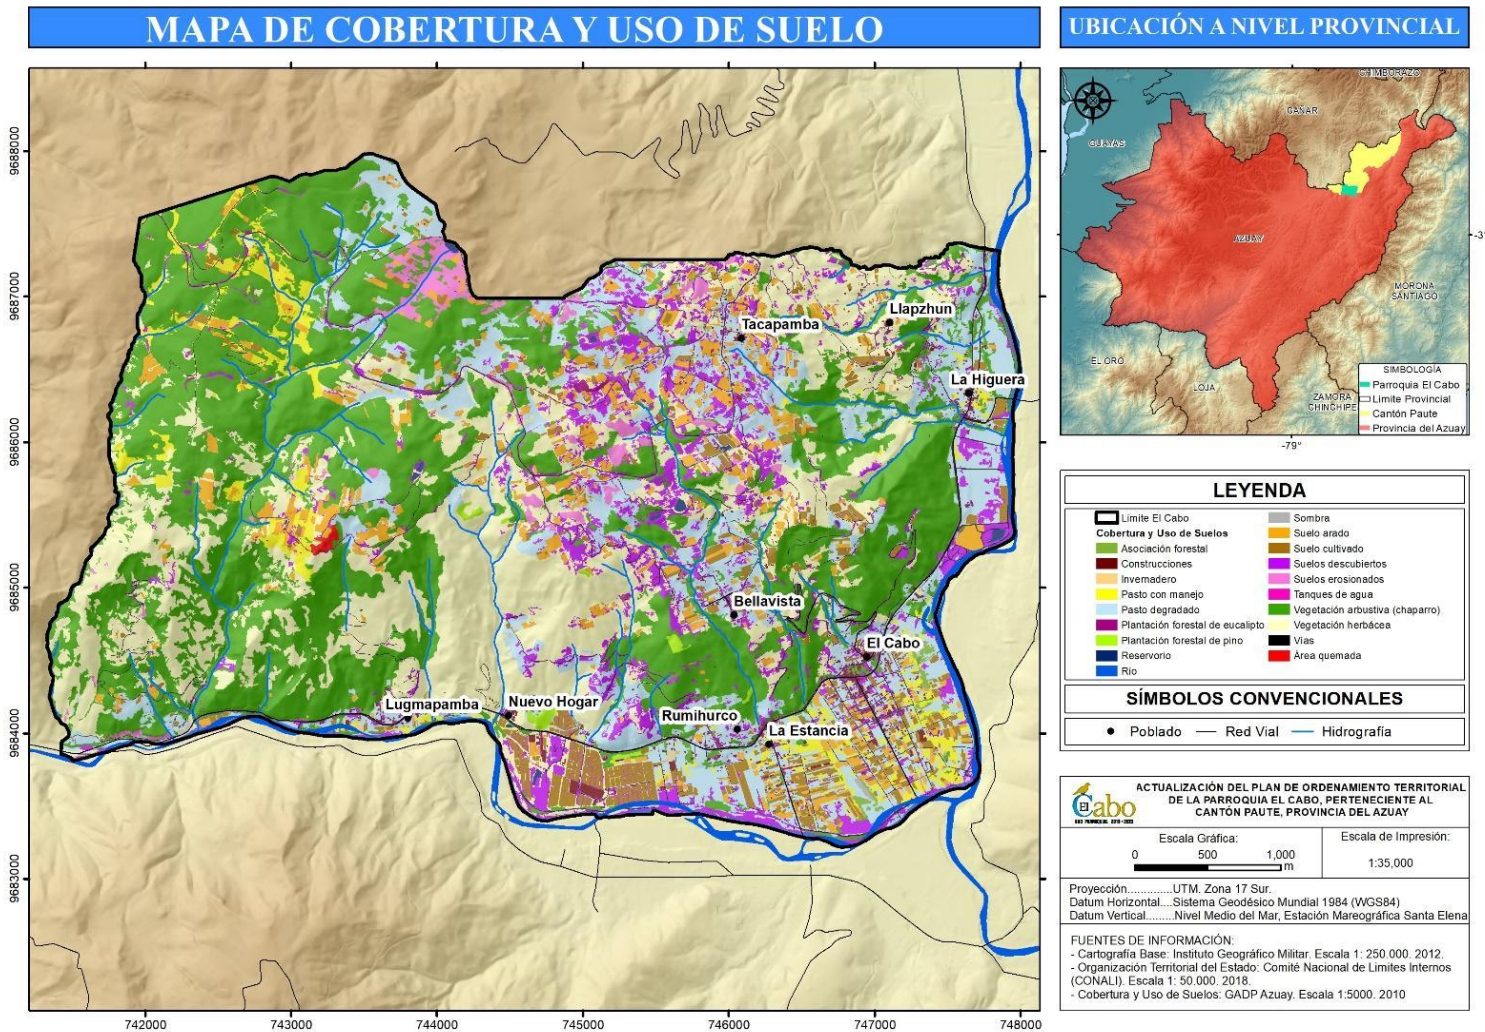 MAPA DE COBERTURA Y USO DE SUELO
9688000
9687000
9686000
9685000
9684000
9683000
742000
743000
744000
745000
746000
747000
748000
Llapzhun
Tacapamba
La Higuera
Bellavista
El Cabo
Lugmapamba
Nuevo Hogar
Rumihurco
La Estancia
UBICACIÓN A NIVEL PROVINCIAL
CHIMBORAZO
CAÑAR
GUAYAS
AZUAY
MORONA
SANTIAGO
EL ORO
LOJA
ZAMORA
CHINCHIPE
-3°
-79°
SIMBOLOGÍA
Parroquia El Cabo
Limite Provincial
Cantón Paute
Provincia del Azuay
LEYENDA
Limite El Cabo
Cobertura y Uso de Suelos
Asociación forestal
Construcciones
Invernadero
Pasto con manejo
Pasto degradado
Plantación forestal de eucalipto
Plantación forestal de pino
Reservorio
Río
Sombra
Suelo arado
Suelo cultivado
Suelos descubiertos
Suelos erosionados
Tanques de agua
Vegetación arbustiva (chaparro)
Vegetación herbácea
Vías
Área quemada
SÍMBOLOS CONVENCIONALES
Poblado
Red Vial
Hidrografía
El Cabo
ACTUALIZACIÓN DEL PLAN DE ORDENAMIENTO TERRITORIAL
DE LA PARROQUIA EL CABO, PERTENECIENTE AL
CANTÓN PAUTE, PROVINCIA DEL AZUAY
Escala Gráfica:
0 500 1,000
m
Escala de Impresión:
1:35,000
Proyección.............UTM. Zona 17 Sur.
Datum Horizontal....Sistema Geodésico Mundial 1984 (WGS84)
Datum Vertical.........Nivel Medio del Mar, Estación Mareográfica Santa Elena
FUENTES DE INFORMACIÓN:
- Cartografía Base: Instituto Geográfico Militar. Escala 1: 250.000. 2012.
- Organización Territorial del Estado: Comité Nacional de Limites Internos
(CONALI). Escala 1: 50.000. 2018.
- Cobertura y Uso de Suelos: GADP Azuay. Escala 1:5000. 2010